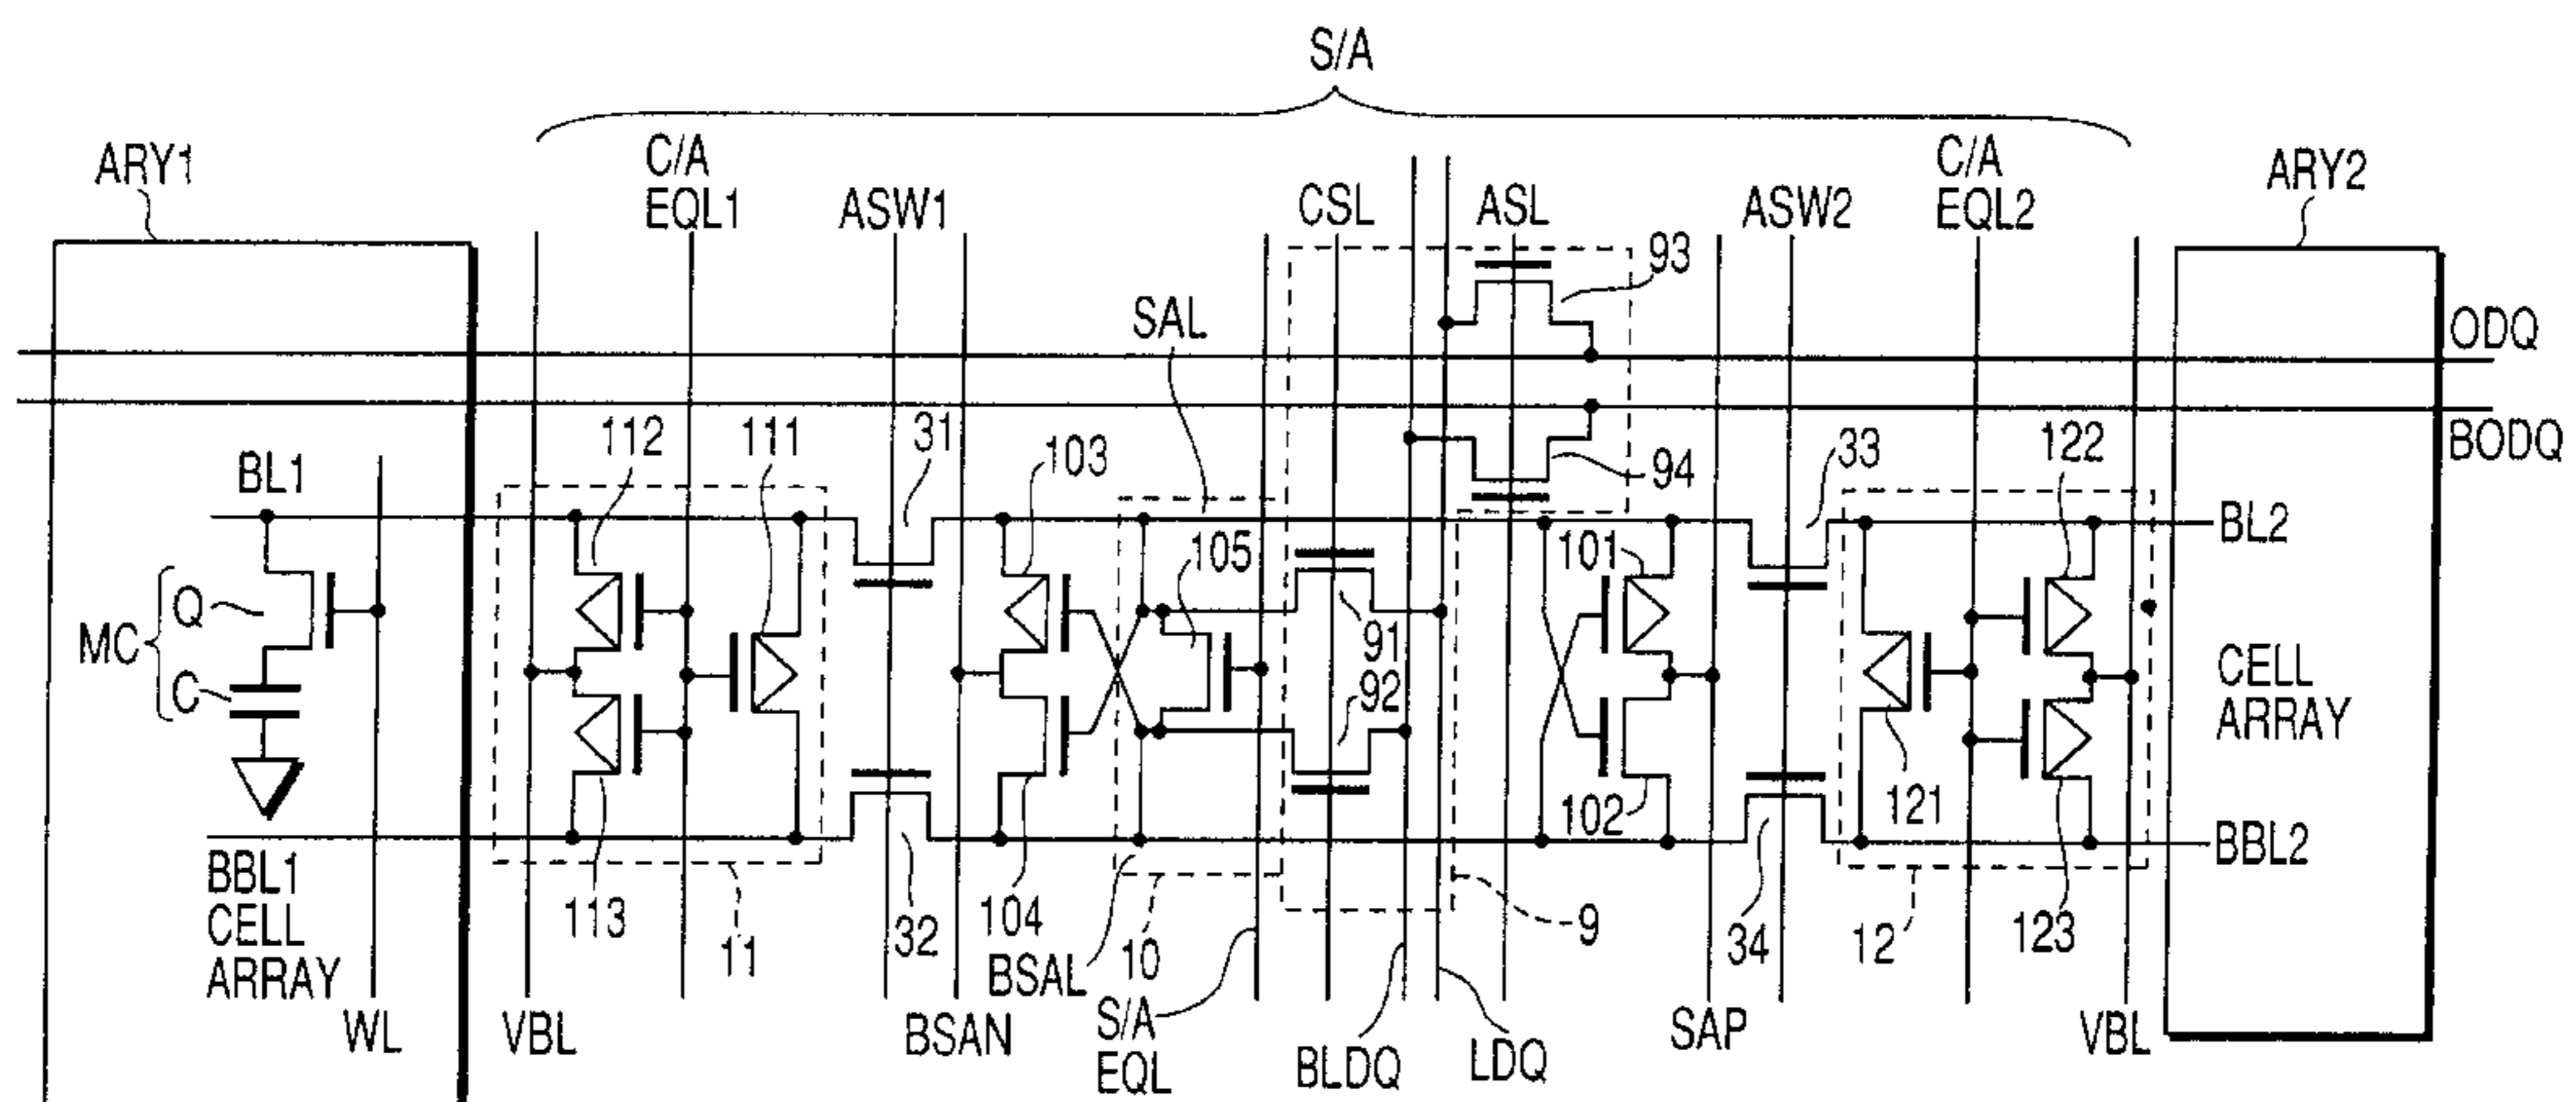 S/A
ARY1
C/A
EQL1
ASW1
CSL
ASL
ASW2
C/A
EQL2
ARY2
93
SAL
ODQ
BODQ
112
111
31
103
94
33
122
BL1
BL2
105
101
MC
Q
C
91
92
CELL
ARRAY
121
102
BBL1
CELL
ARRAY
BBL2
113
11
32
104
BSAL
10
9
34
12
123
WL
VBL
BSAN
S/A
EQL
BLDQ
LDQ
SAP
VBL